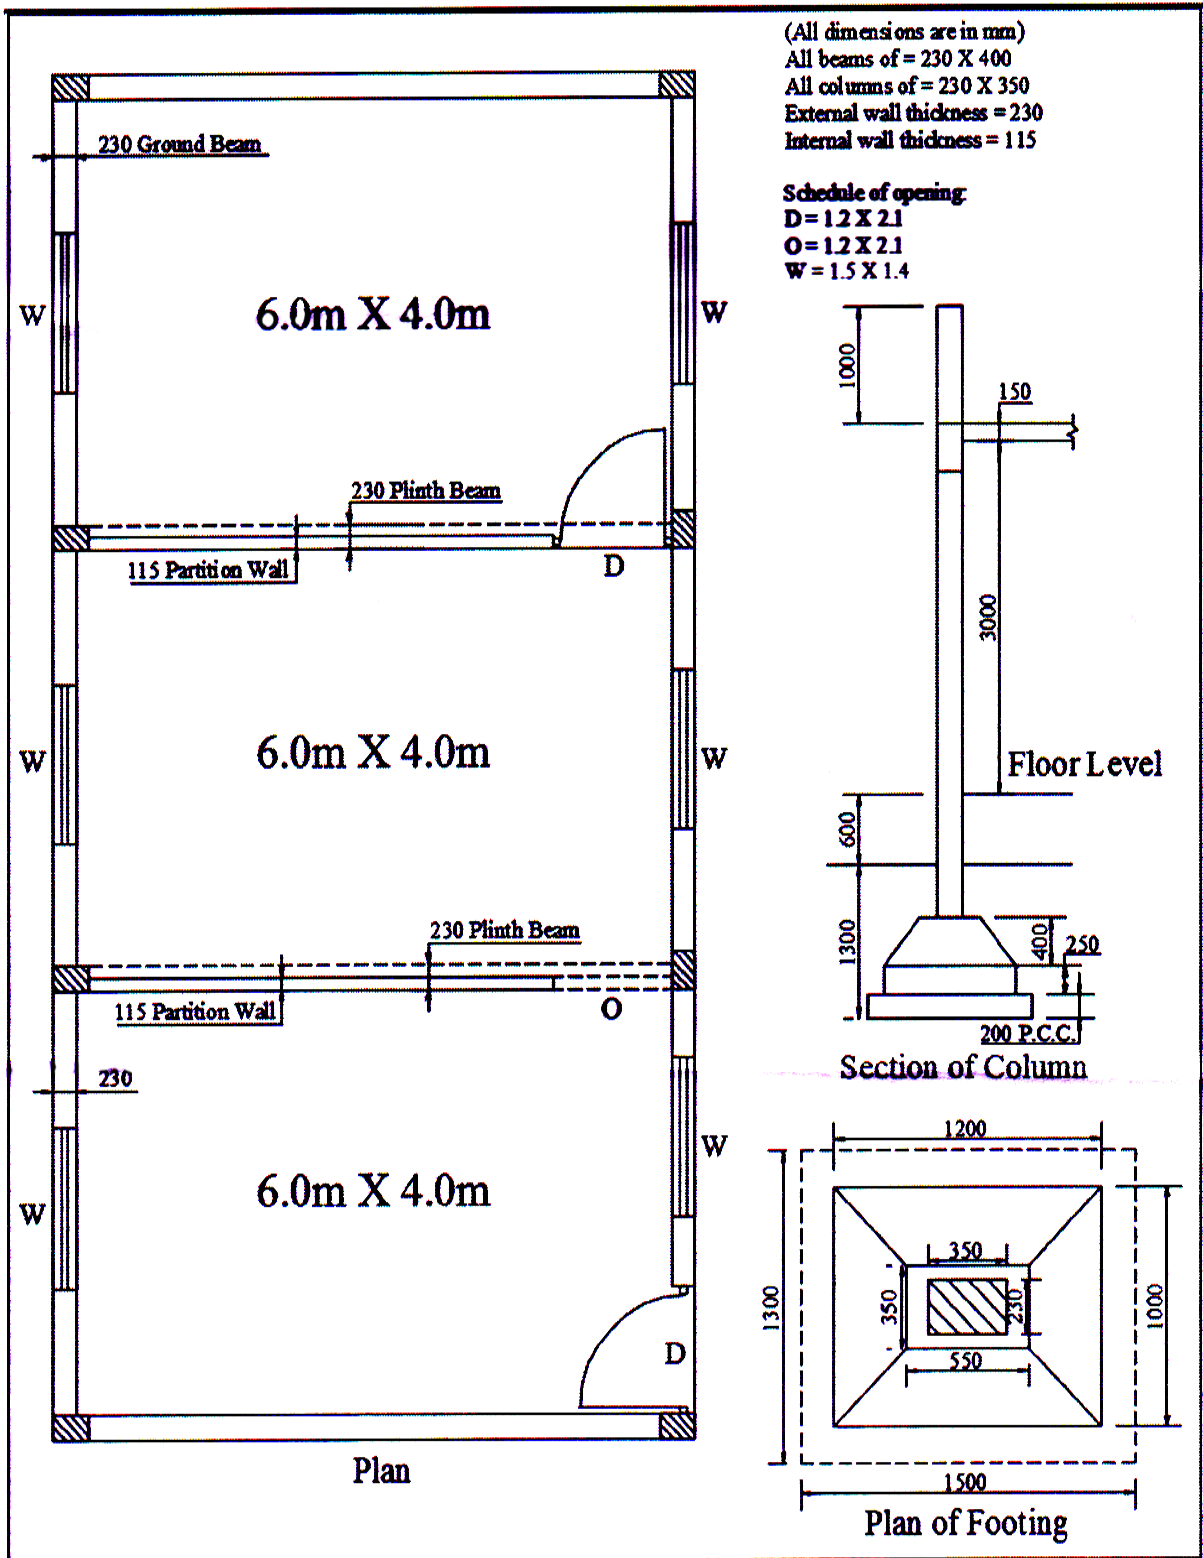 (All dimensions are in mm)
All beams of = 230 X 400
All columns of = 230 X 350
External wall thickness = 230
Internal wall thickness = 115
Schedule of opening:
D = 1.2 X 2.1
O = 1.2 X 2.1
W = 1.5 X 1.4
230 Ground Beam
W
6.0m X 4.0m
W
230 Plinth Beam
115 Partition Wall
D
W
6.0m X 4.0m
W
230 Plinth Beam
115 Partition Wall
O
230
W
6.0m X 4.0m
W
D
Plan
1000
150
3000
Floor Level
600
1300
400
250
200 P.C.C.
Section of Column
1200
350
1300
350
230
1000
550
1500
Plan of Footing